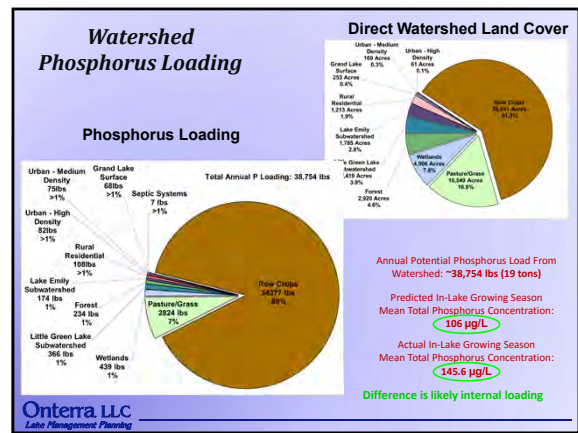 Watershed
Phosphorus Loading
Direct Watershed Land Cover
Urban - Medium
Density
169 Acres
0.3%
Urban - High
Density
61 Acres
0.1%
Grand Lake
Surface
253 Acres
0.4%
Rural
Residential
1,213 Acres
1.9%
Lake Emily
Subwatershed
1,785 Acres
2.8%
Green Lake
Subwatershed
3.9%
Forest
2,920 Acres
4.6%
Wetlands
4,906 Acres
7.8%
Pasture/Grass
10,549 Acres
16.8%
Row Crops
Phosphorus Loading
Total Annual P Loading: 38,754 lbs
Urban - Medium
Density
75lbs
>1%
Grand Lake
Surface
68lbs
>1%
Septic Systems
7 lbs
>1%
Urban - High
Density
82lbs
>1%
Rural
Residential
108lbs
>1%
Lake Emily
Subwatershed
174 lbs
1%
Forest
234 lbs
1%
Little Green Lake
Subwatershed
366 lbs
1%
Wetlands
439 lbs
1%
Pasture/Grass
2824 lbs
7%
Row Crops
34377 lbs
Annual Potential Phosphorus Load From
Watershed: ~38,754 lbs (19 tons)
Predicted In-Lake Growing Season
Mean Total Phosphorus Concentration:
106 µg/L
Actual In-Lake Growing Season
Mean Total Phosphorus Concentration:
145.6 µg/L
Difference is likely internal loading
Onterra LLC
Lake Management Planning